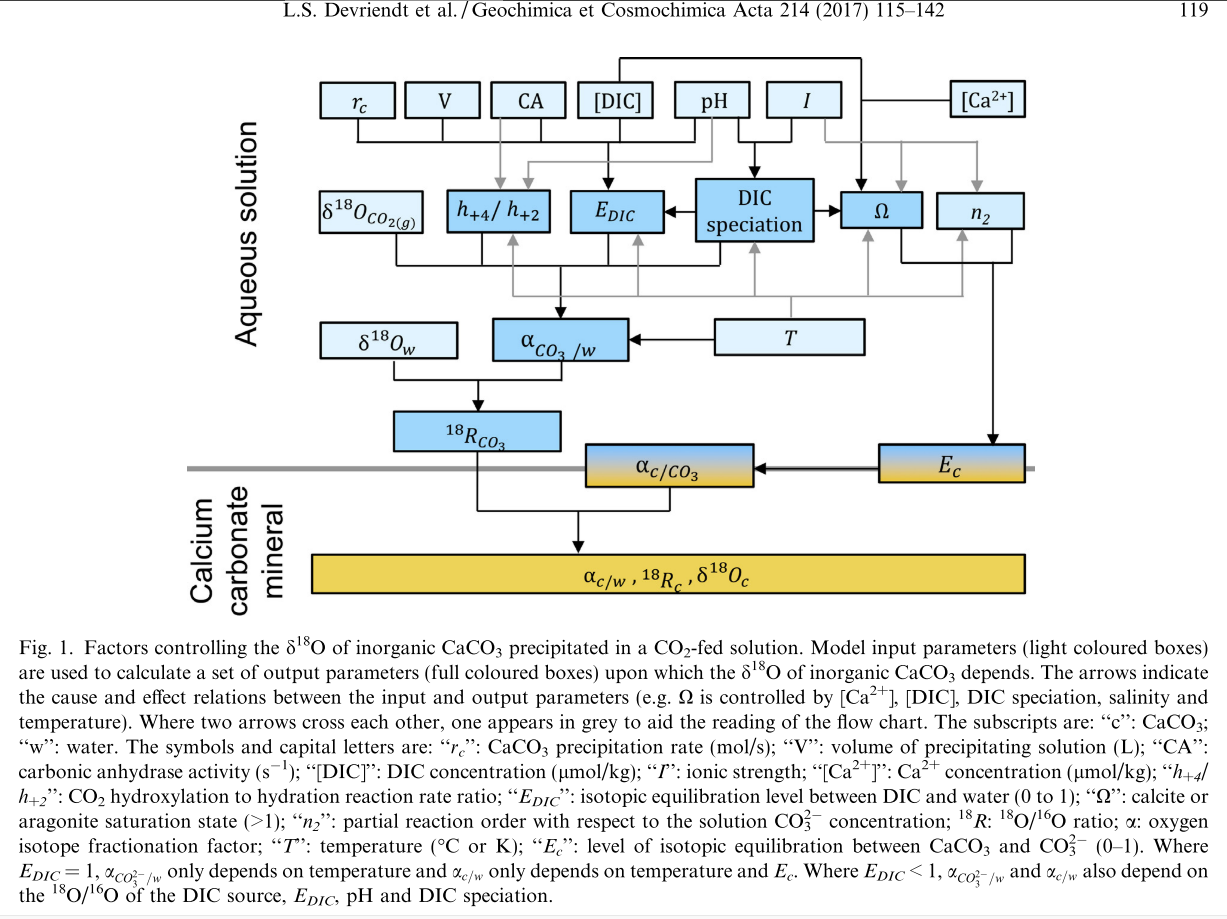 L.S. Devriendt et al. / Geochimica et Cosmochimica Acta 214 (2017) 115–142 119
r_c V CA [DIC] pH I [Ca²⁺]
Aqueous solution
δ¹⁸O_CO₂(g) h₊₄/ h₊₂ E_DIC DIC speciation Ω n₂
δ¹⁸O_w α_CO₃/w T
¹⁸R_CO₃
α_c/CO₃ E_c
Calcium carbonate mineral
α_c/w , ¹⁸R_c , δ¹⁸O_c
Fig. 1. Factors controlling the δ¹⁸O of inorganic CaCO₃ precipitated in a CO₂-fed solution. Model input parameters (light coloured boxes)
are used to calculate a set of output parameters (full coloured boxes) upon which the δ¹⁸O of inorganic CaCO₃ depends. The arrows indicate
the cause and effect relations between the input and output parameters (e.g. Ω is controlled by [Ca²⁺], [DIC], DIC speciation, salinity and
temperature). Where two arrows cross each other, one appears in grey to aid the reading of the flow chart. The subscripts are: “c”: CaCO₃;
“w”: water. The symbols and capital letters are: “r_c”: CaCO₃ precipitation rate (mol/s); “V”: volume of precipitating solution (L); “CA”:
carbonic anhydrase activity (s⁻¹); “[DIC]”: DIC concentration (μmol/kg); “I”: ionic strength; “[Ca²⁺]”: Ca²⁺ concentration (μmol/kg); “h₊₄/
h₊₂”: CO₂ hydroxylation to hydration reaction rate ratio; “E_DIC”: isotopic equilibration level between DIC and water (0 to 1); “Ω”: calcite or
aragonite saturation state (>1); “n₂”: partial reaction order with respect to the solution CO₃²⁻ concentration; ¹⁸R: ¹⁸O/¹⁶O ratio; α: oxygen
isotope fractionation factor; “T”: temperature (°C or K); “E_c”: level of isotopic equilibration between CaCO₃ and CO₃²⁻ (0–1). Where
E_DIC = 1, α_CO₃²⁻/w only depends on temperature and α_c/w only depends on temperature and E_c. Where E_DIC < 1, α_CO₃²⁻/w and α_c/w also depend on
the ¹⁸O/¹⁶O of the DIC source, E_DIC, pH and DIC speciation.